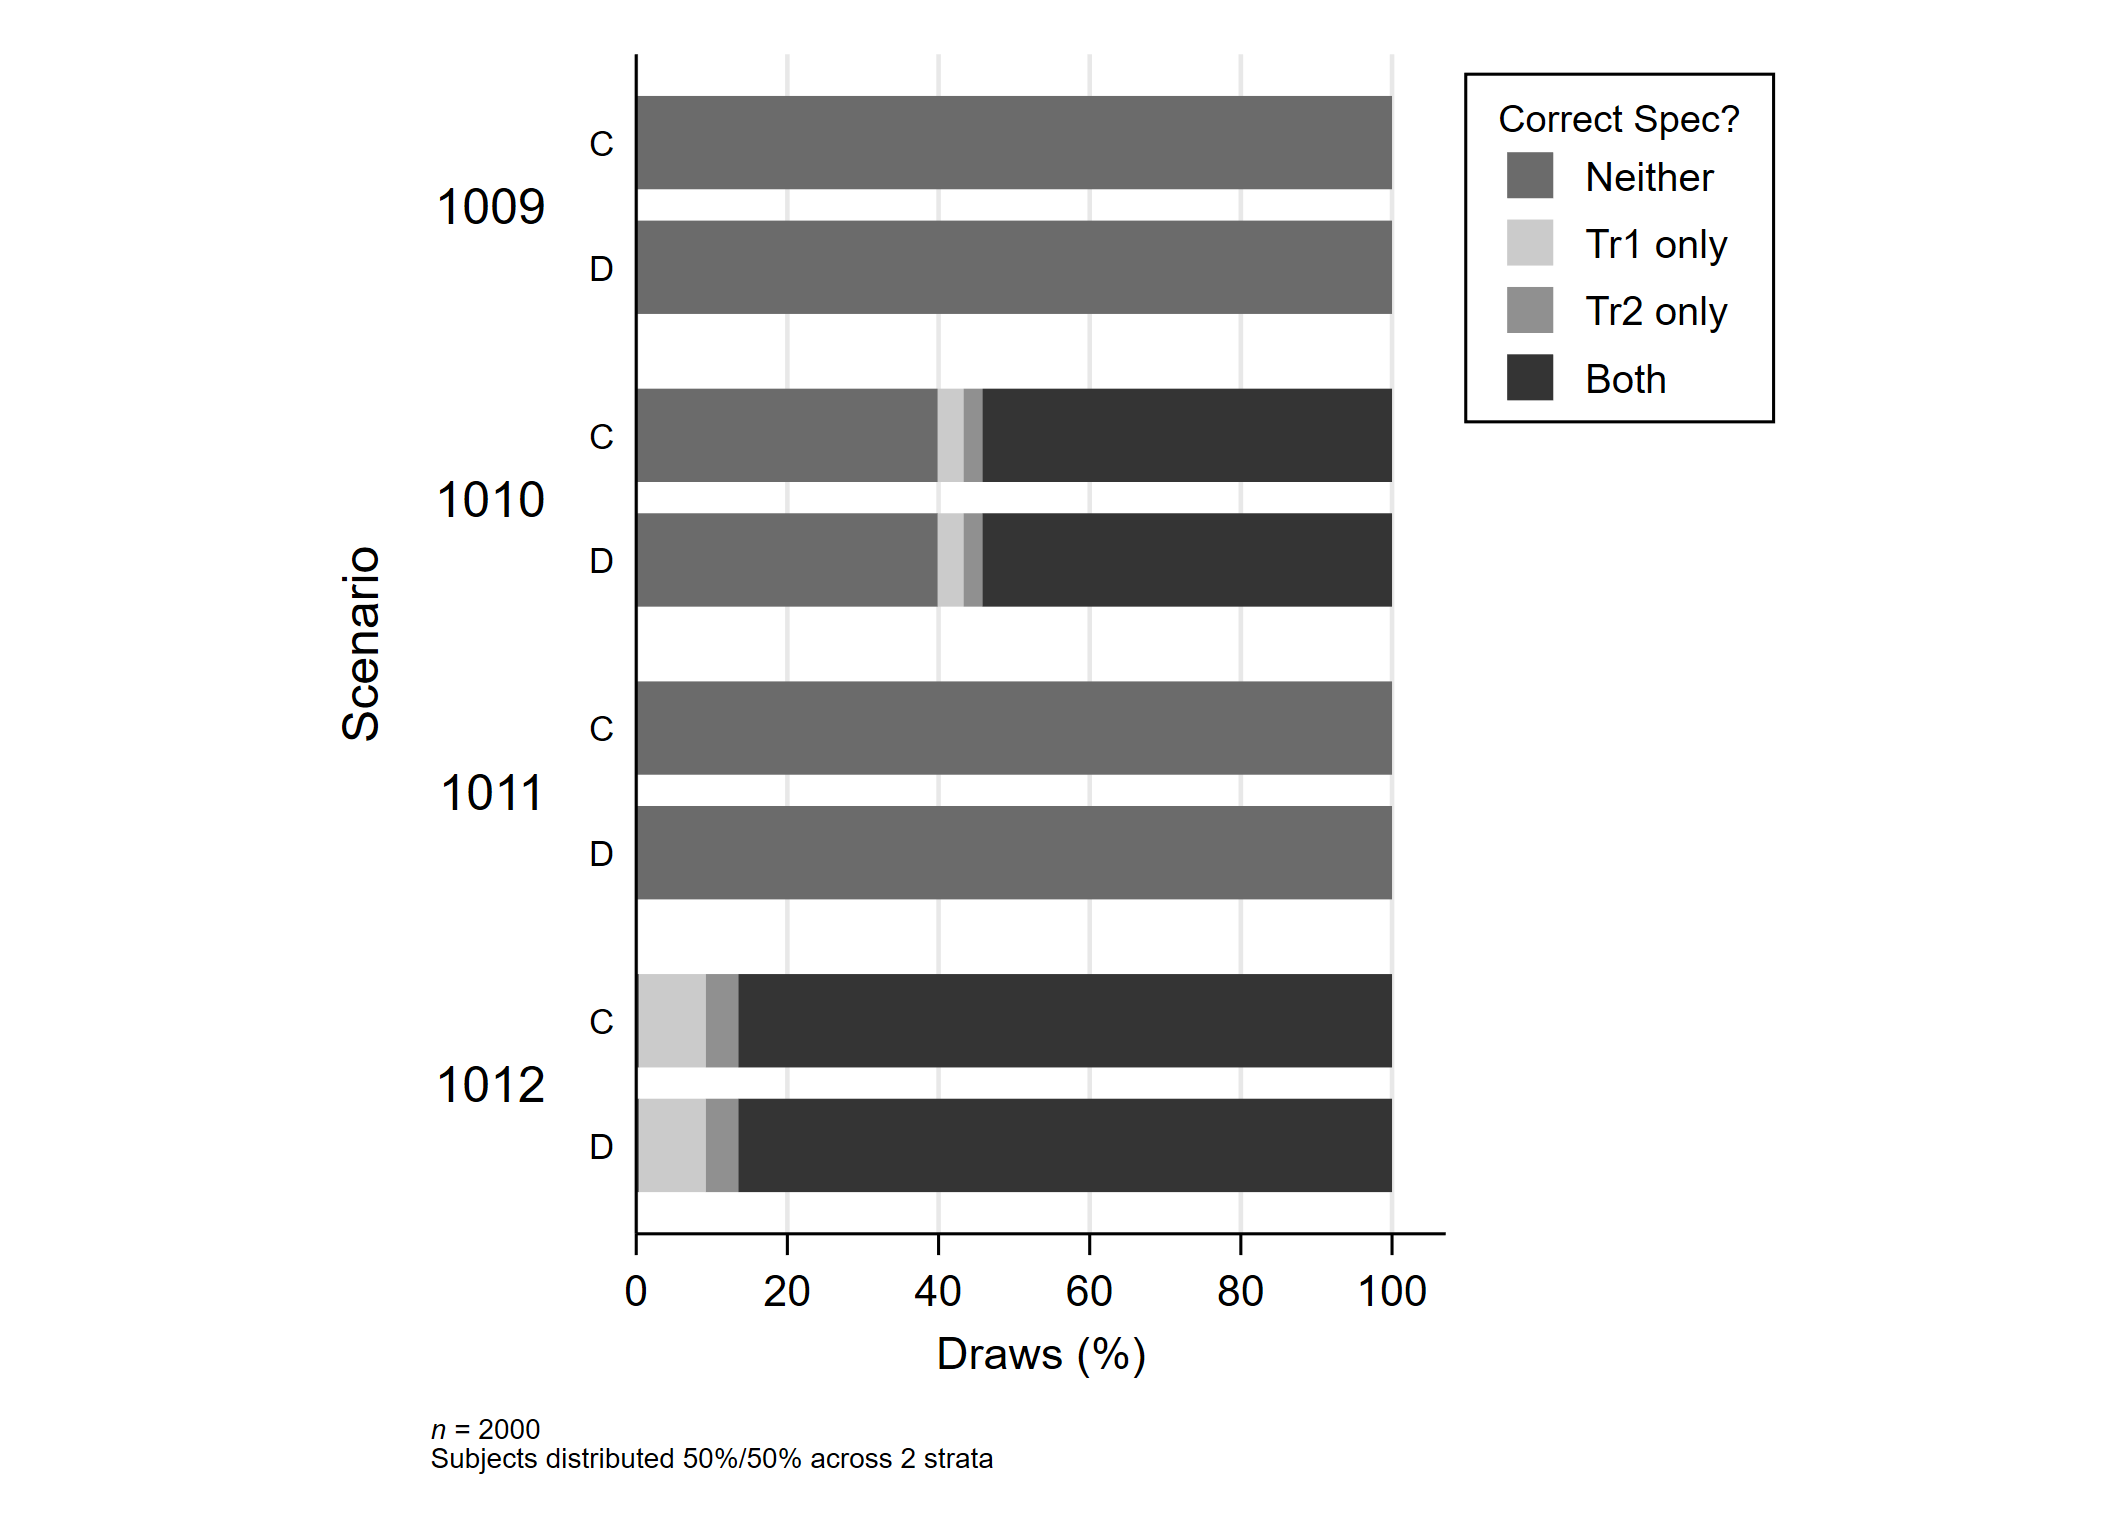 Correct Spec?
Neither
Tr1 only
Tr2 only
Both
Scenario
1009
C
D
1010
C
D
1011
C
D
1012
C
D
0 20 40 60 80 100
Draws (%)
n = 2000
Subjects distributed 50%/50% across 2 strata